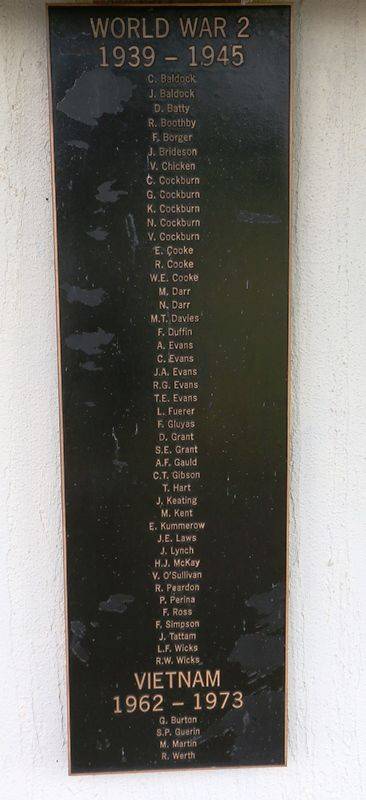 WORLD WAR 2
1939 – 1945
C. Baldock
J. Baldock
D. Batty
R. Boothby
F. Borger
J. Brideson
V. Chicken
C. Cockburn
G. Cockburn
K. Cockburn
N. Cockburn
V. Cockburn
E. Cooke
R. Cooke
W.E. Cooke
M. Darr
N. Darr
M.T. Davies
F. Duffin
A. Evans
C. Evans
J.A. Evans
R.G. Evans
T.E. Evans
L. Fuerer
F. Gluyas
D. Grant
S.E. Grant
A.F. Gauld
C.T. Gibson
T. Hart
J. Keating
M. Kent
E. Kummerow
J.E. Laws
J. Lynch
H.J. McKay
V. O'Sullivan
R. Peardon
P. Perina
F. Ross
F. Simpson
J. Tattam
L.F. Wicks
R.W. Wicks
VIETNAM
1962 – 1973
G. Burton
S.P. Guerin
M. Martin
R. Werth